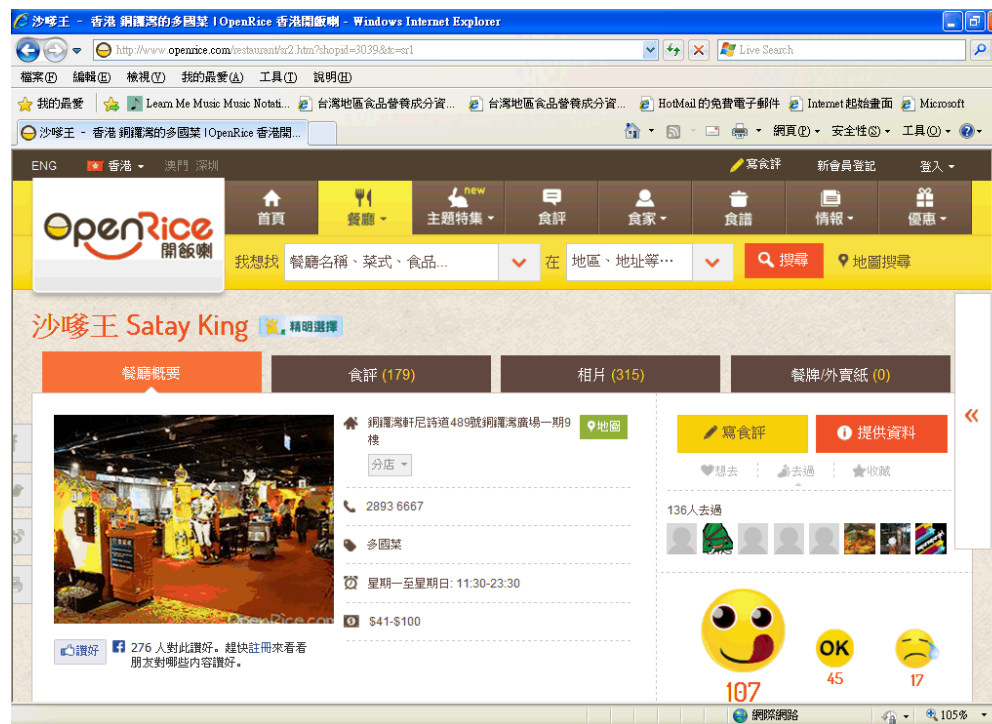 沙嗲王 - 香港 銅鑼灣的多國菜 | OpenRice 香港開飯喇 - Windows Internet Explorer
http://www.openrice.com/restaurant/sr2.htm?shopid=3039&tc=sr1
Live Search
檔案(F) 編輯(E) 檢視(V) 我的最愛(A) 工具(T) 說明(H)
我的最愛 Learn Me Music Music Notati... 台灣地區食品營養成分資... 台灣地區食品營養成分資... HotMail 的免費電子郵件 Internet 起始畫面 Microsoft
沙嗲王 - 香港 銅鑼灣的多國菜 | OpenRice 香港開...
網頁(P) 安全性(S) 工具(O)
ENG 香港 澳門 深圳 寫食評 新會員登記 登入
OpenRice
開飯喇
首頁 餐廳 主題特集 new 食評 食家 食譜 情報 優惠
我想找 餐廳名稱、菜式、食品... 在 地區、地址等… 搜尋 地圖搜尋
沙嗲王 Satay King 精明選擇
餐廳概要 食評 (179) 相片 (315) 餐牌/外賣紙 (0)
銅鑼灣軒尼詩道489號銅鑼灣廣場一期9
樓
地圖
分店
2893 6667
多國菜
星期一至星期日: 11:30-23:30
$41-$100
OpenRice.com
讚好 276 人對此讚好。趕快註冊來看看
朋友對哪些內容讚好。
寫食評 提供資料
想去 去過 收藏
136人去過
OK
107 45 17
網際網路 105%